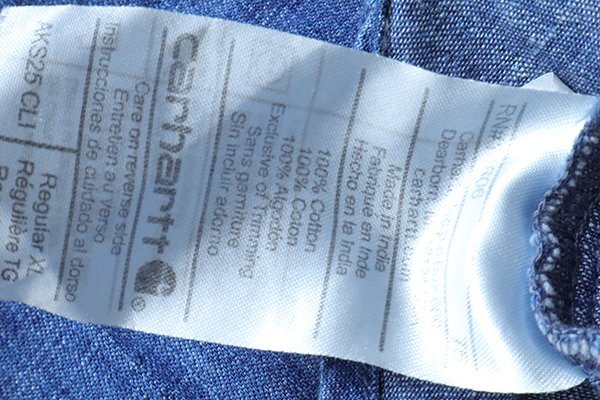 carhartt
Care on reverse side
Entretien au verso
Instrucciones de cuidado al dorso
AKS25 CLI
Regular XL
Régulière TG
100% Cotton
100% Coton
100% Algodón
Exclusive of trimming
Sans garniture
Sin incluir adorno
Made in India
Fabriqué en Inde
Hecho en la India